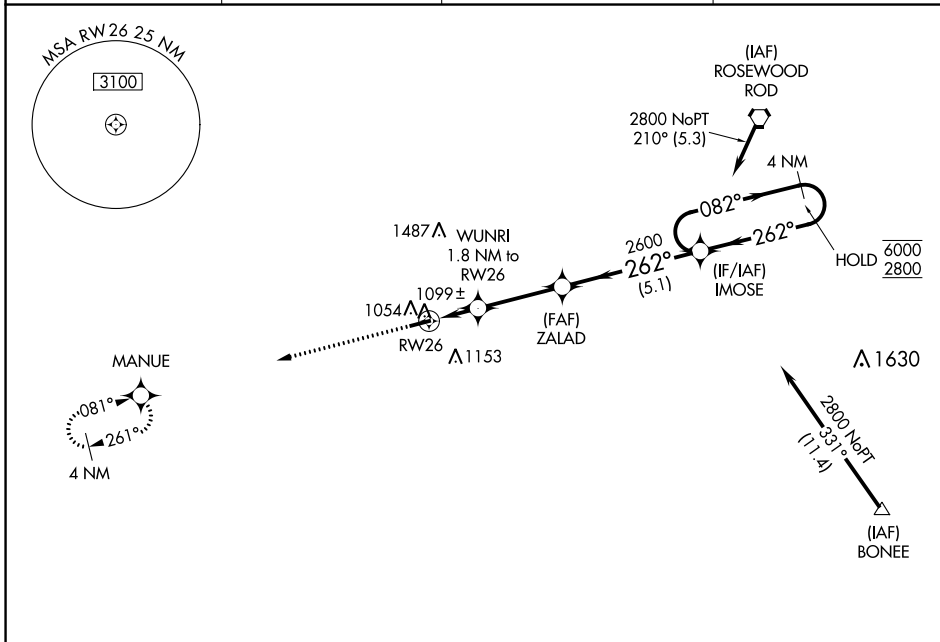 MSA RW26 25 NM
3100
(IAF)
ROSEWOOD
ROD
2800 NoPT
210° (5.3)
4 NM
082°
262°
HOLD
6000
2800
(IF/IAF)
IMOSE
2600
262°
(5.1)
1487
WUNRI
1.8 NM to
RW26
1099±
1054
RW26
1153
(FAF)
ZALAD
MANUE
081°
261°
4 NM
1630
2800 NoPT
331°
(11.4)
(IAF)
BONEE